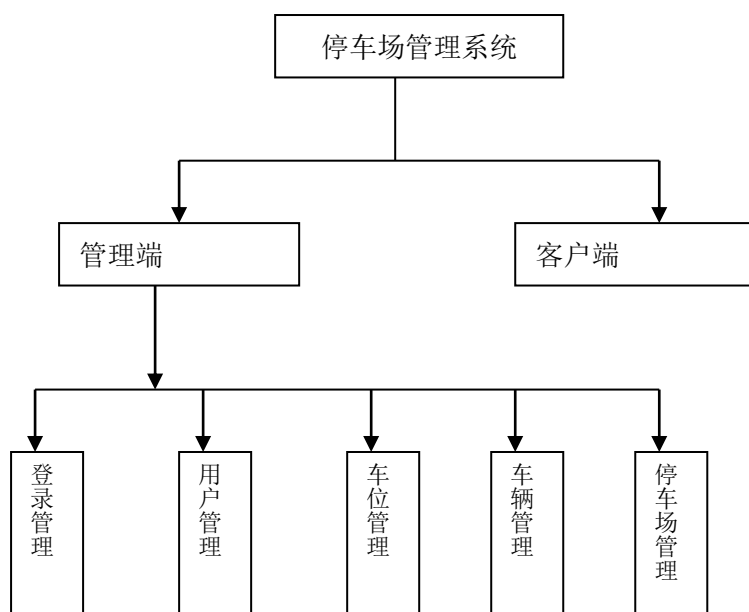 停车场管理系统
管理端
客户端
登录管理
用户管理
车位管理
车辆管理
停车场管理